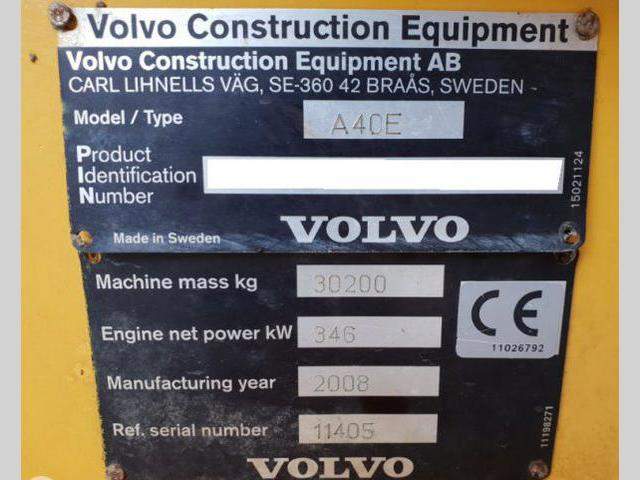 Volvo Construction Equipment
Volvo Construction Equipment AB
CARL LIHNELLS VÄG, SE-360 42 BRAÅS, SWEDEN
Model / Type A40E
Product
Identification
Number
15021124
Made in Sweden VOLVO
Machine mass kg 30200
Engine net power kW 346
CE
11026792
Manufacturing year 2008
Ref. serial number 11405
11198271
VOLVO